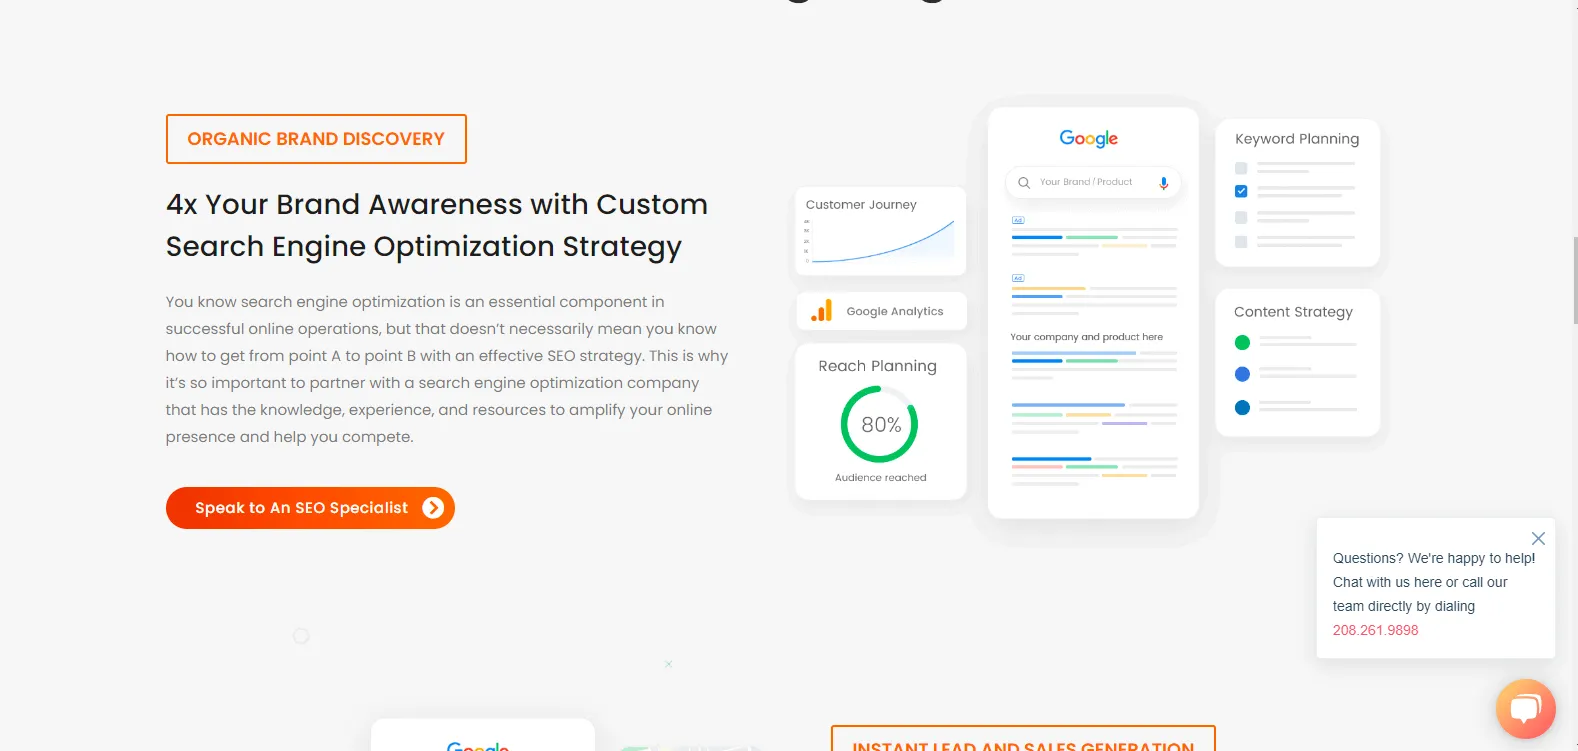 ORGANIC BRAND DISCOVERY
4x Your Brand Awareness with Custom
Search Engine Optimization Strategy
You know search engine optimization is an essential component in
successful online operations, but that doesn’t necessarily mean you know
how to get from point A to point B with an effective SEO strategy. This is why
it’s so important to partner with a search engine optimization company
that has the knowledge, experience, and resources to amplify your online
presence and help you compete.
Speak to An SEO Specialist
Customer Journey
Google Analytics
Reach Planning
80%
Audience reached
Google
Your Brand / Product
Ad
Ad
Your company and product here
Keyword Planning
Content Strategy
Questions? We're happy to help!
Chat with us here or call our
team directly by dialing
208.261.9898
Google
INSTANT LEAD AND SALES GENERATION